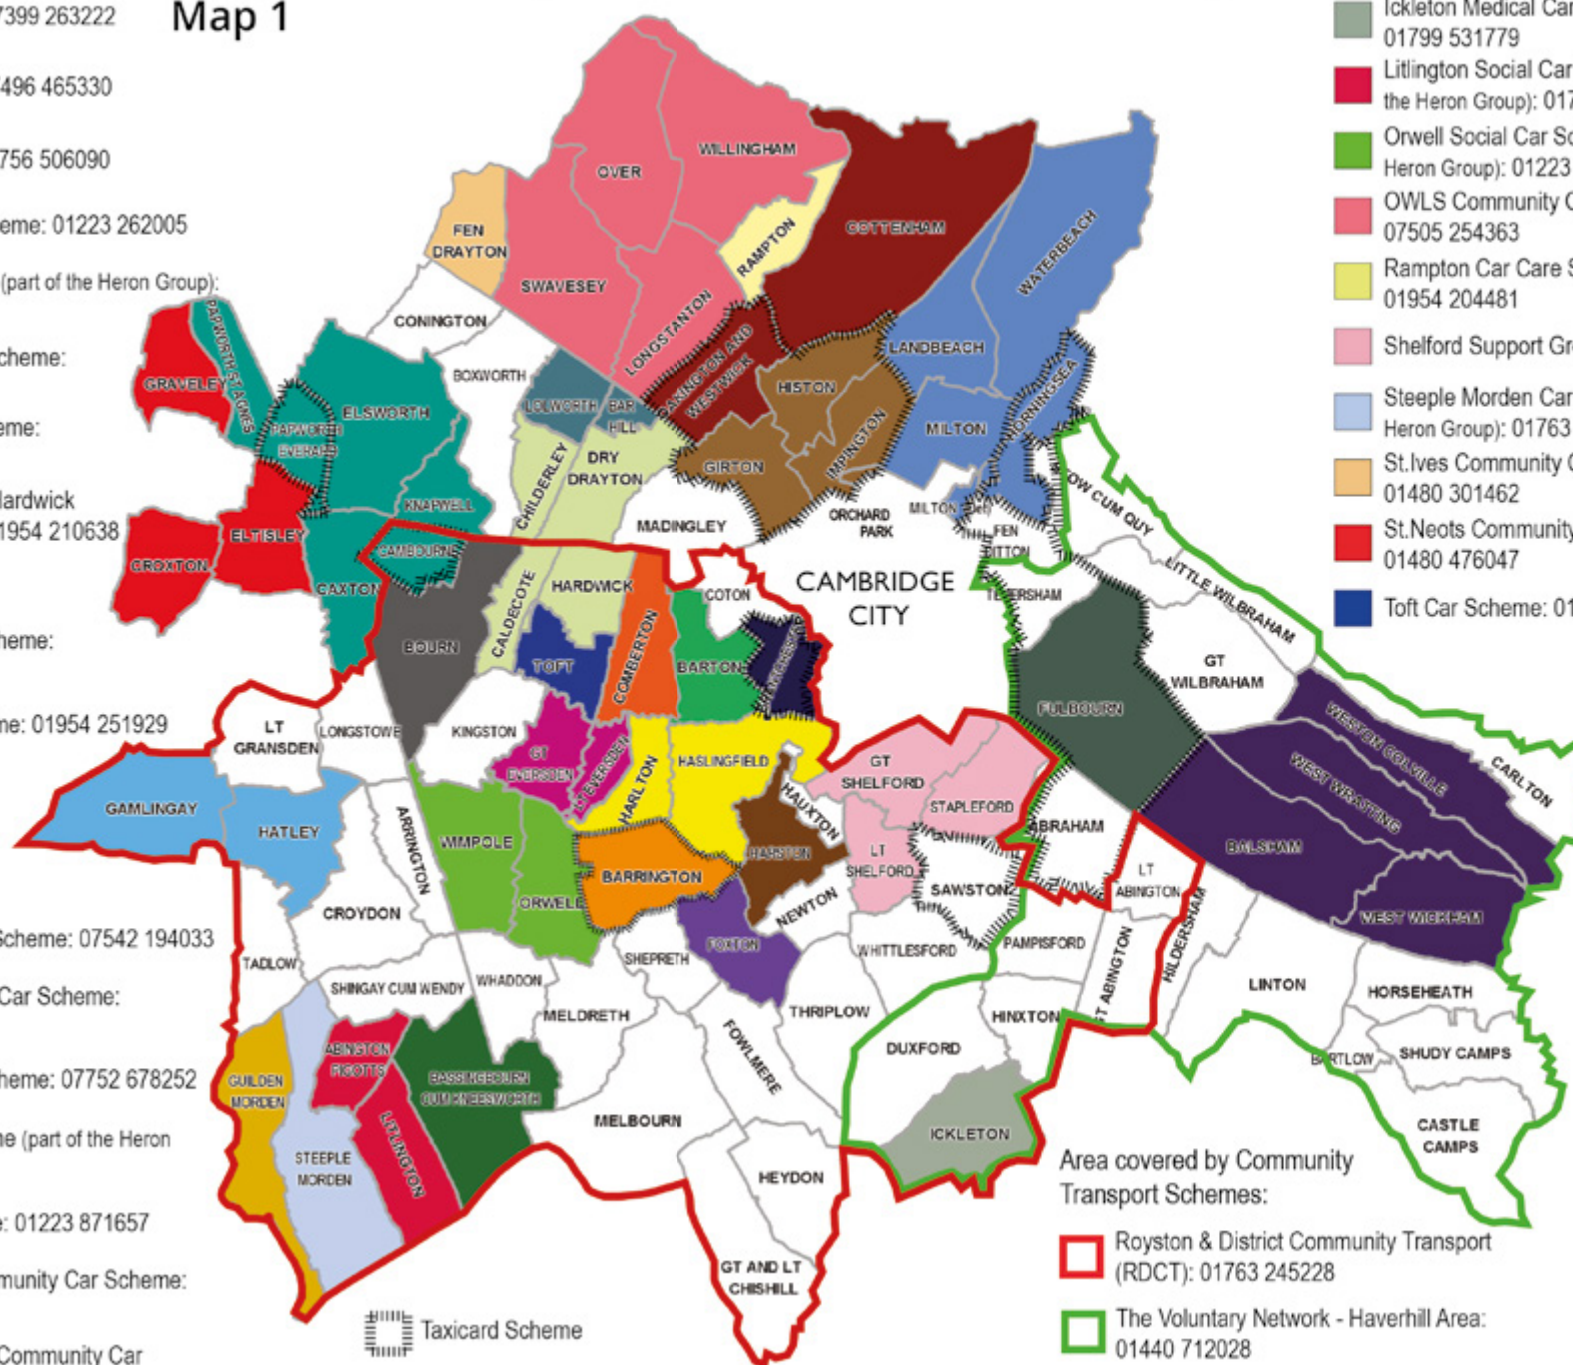 7399 263222
Map 1
496 465330
756 506090
eme: 01223 262005
(part of the Heron Group):
cheme:
eme:
Hardwick
1954 210638
heme:
me: 01954 251929
Scheme: 07542 194033
Car Scheme:
heme: 07752 678252
ne (part of the Heron
e: 01223 871657
munity Car Scheme:
Community Car
Ickleton Medical Car
01799 531779
Litlington Social Car
the Heron Group): 017
Orwell Social Car Sc
Heron Group): 01223
OWLS Community C
07505 254363
Rampton Car Care S
01954 204481
Shelford Support Gr
Steeple Morden Car
Heron Group): 01763
St.Ives Community C
01480 301462
St.Neots Community
01480 476047
Toft Car Scheme: 01
WILLINGHAM
OVER
COTTENHAM
WATERBEACH
FEN
DRAYTON
RAMPTON
SWAVESEY
LONGSTANTON
CONINGTON
PAPWORTH ST AGNES
GRAVELEY
BOXWORTH
OAKINGTON AND
WESTWICK
LANDBEACH
HORNINGSEA
HISTON
ELSWORTH
LOLWORTH
BAR
HILL
PAPWORTH
EVERARD
MILTON
IMPINGTON
GIRTON
CHILDERLEY
DRY
DRAYTON
KNAPWELL
MADINGLEY
ORCHARD
PARK
MILTON
STOW CUM QUY
FEN
DITTON
ELTISLEY
CAMBOURNE
CROXTON
CAXTON
HARDWICK
CALDECOTE
COTON
CAMBRIDGE
CITY
TEVERSHAM
LITTLE WILBRAHAM
GT
WILBRAHAM
BOURN
TOFT
COMBERTON
BARTON
GRANTCHESTER
FULBOURN
LT
GRANSDEN
LONGSTOWE
KINGSTON
GT
EVERSDEN
LT EVERSDEN
HARLTON
HASLINGFIELD
GT
SHELFORD
STAPLEFORD
HAUXTON
WESTON COLVILLE
WEST WRATTING
CARLTON
GAMLINGAY
HATLEY
ARRINGTON
WIMPOLE
ORWELL
BARRINGTON
HARSTON
LT
SHELFORD
SAWSTON
BABRAHAM
LT
ABINGTON
BALSHAM
WEST WICKHAM
CROYDON
NEWTON
FOXTON
WHITTLESFORD
PAMPISFORD
GT ABINGTON
HILDERSHAM
TADLOW
SHINGAY CUM WENDY
WHADDON
SHEPRETH
MELDRETH
THRIPLOW
HINXTON
LINTON
HORSEHEATH
FOWLMERE
DUXFORD
BARTLOW
SHUDY CAMPS
GUILDEN
MORDEN
ABINGTON
PIGOTTS
BASSINGBOURN
CUM KNEESWORTH
STEEPLE
MORDEN
LITLINGTON
MELBOURN
ICKLETON
CASTLE
CAMPS
HEYDON
GT AND LT
CHISHILL
Taxicard Scheme
Area covered by Community
Transport Schemes:
Royston & District Community Transport
(RDCT): 01763 245228
The Voluntary Network - Haverhill Area:
01440 712028